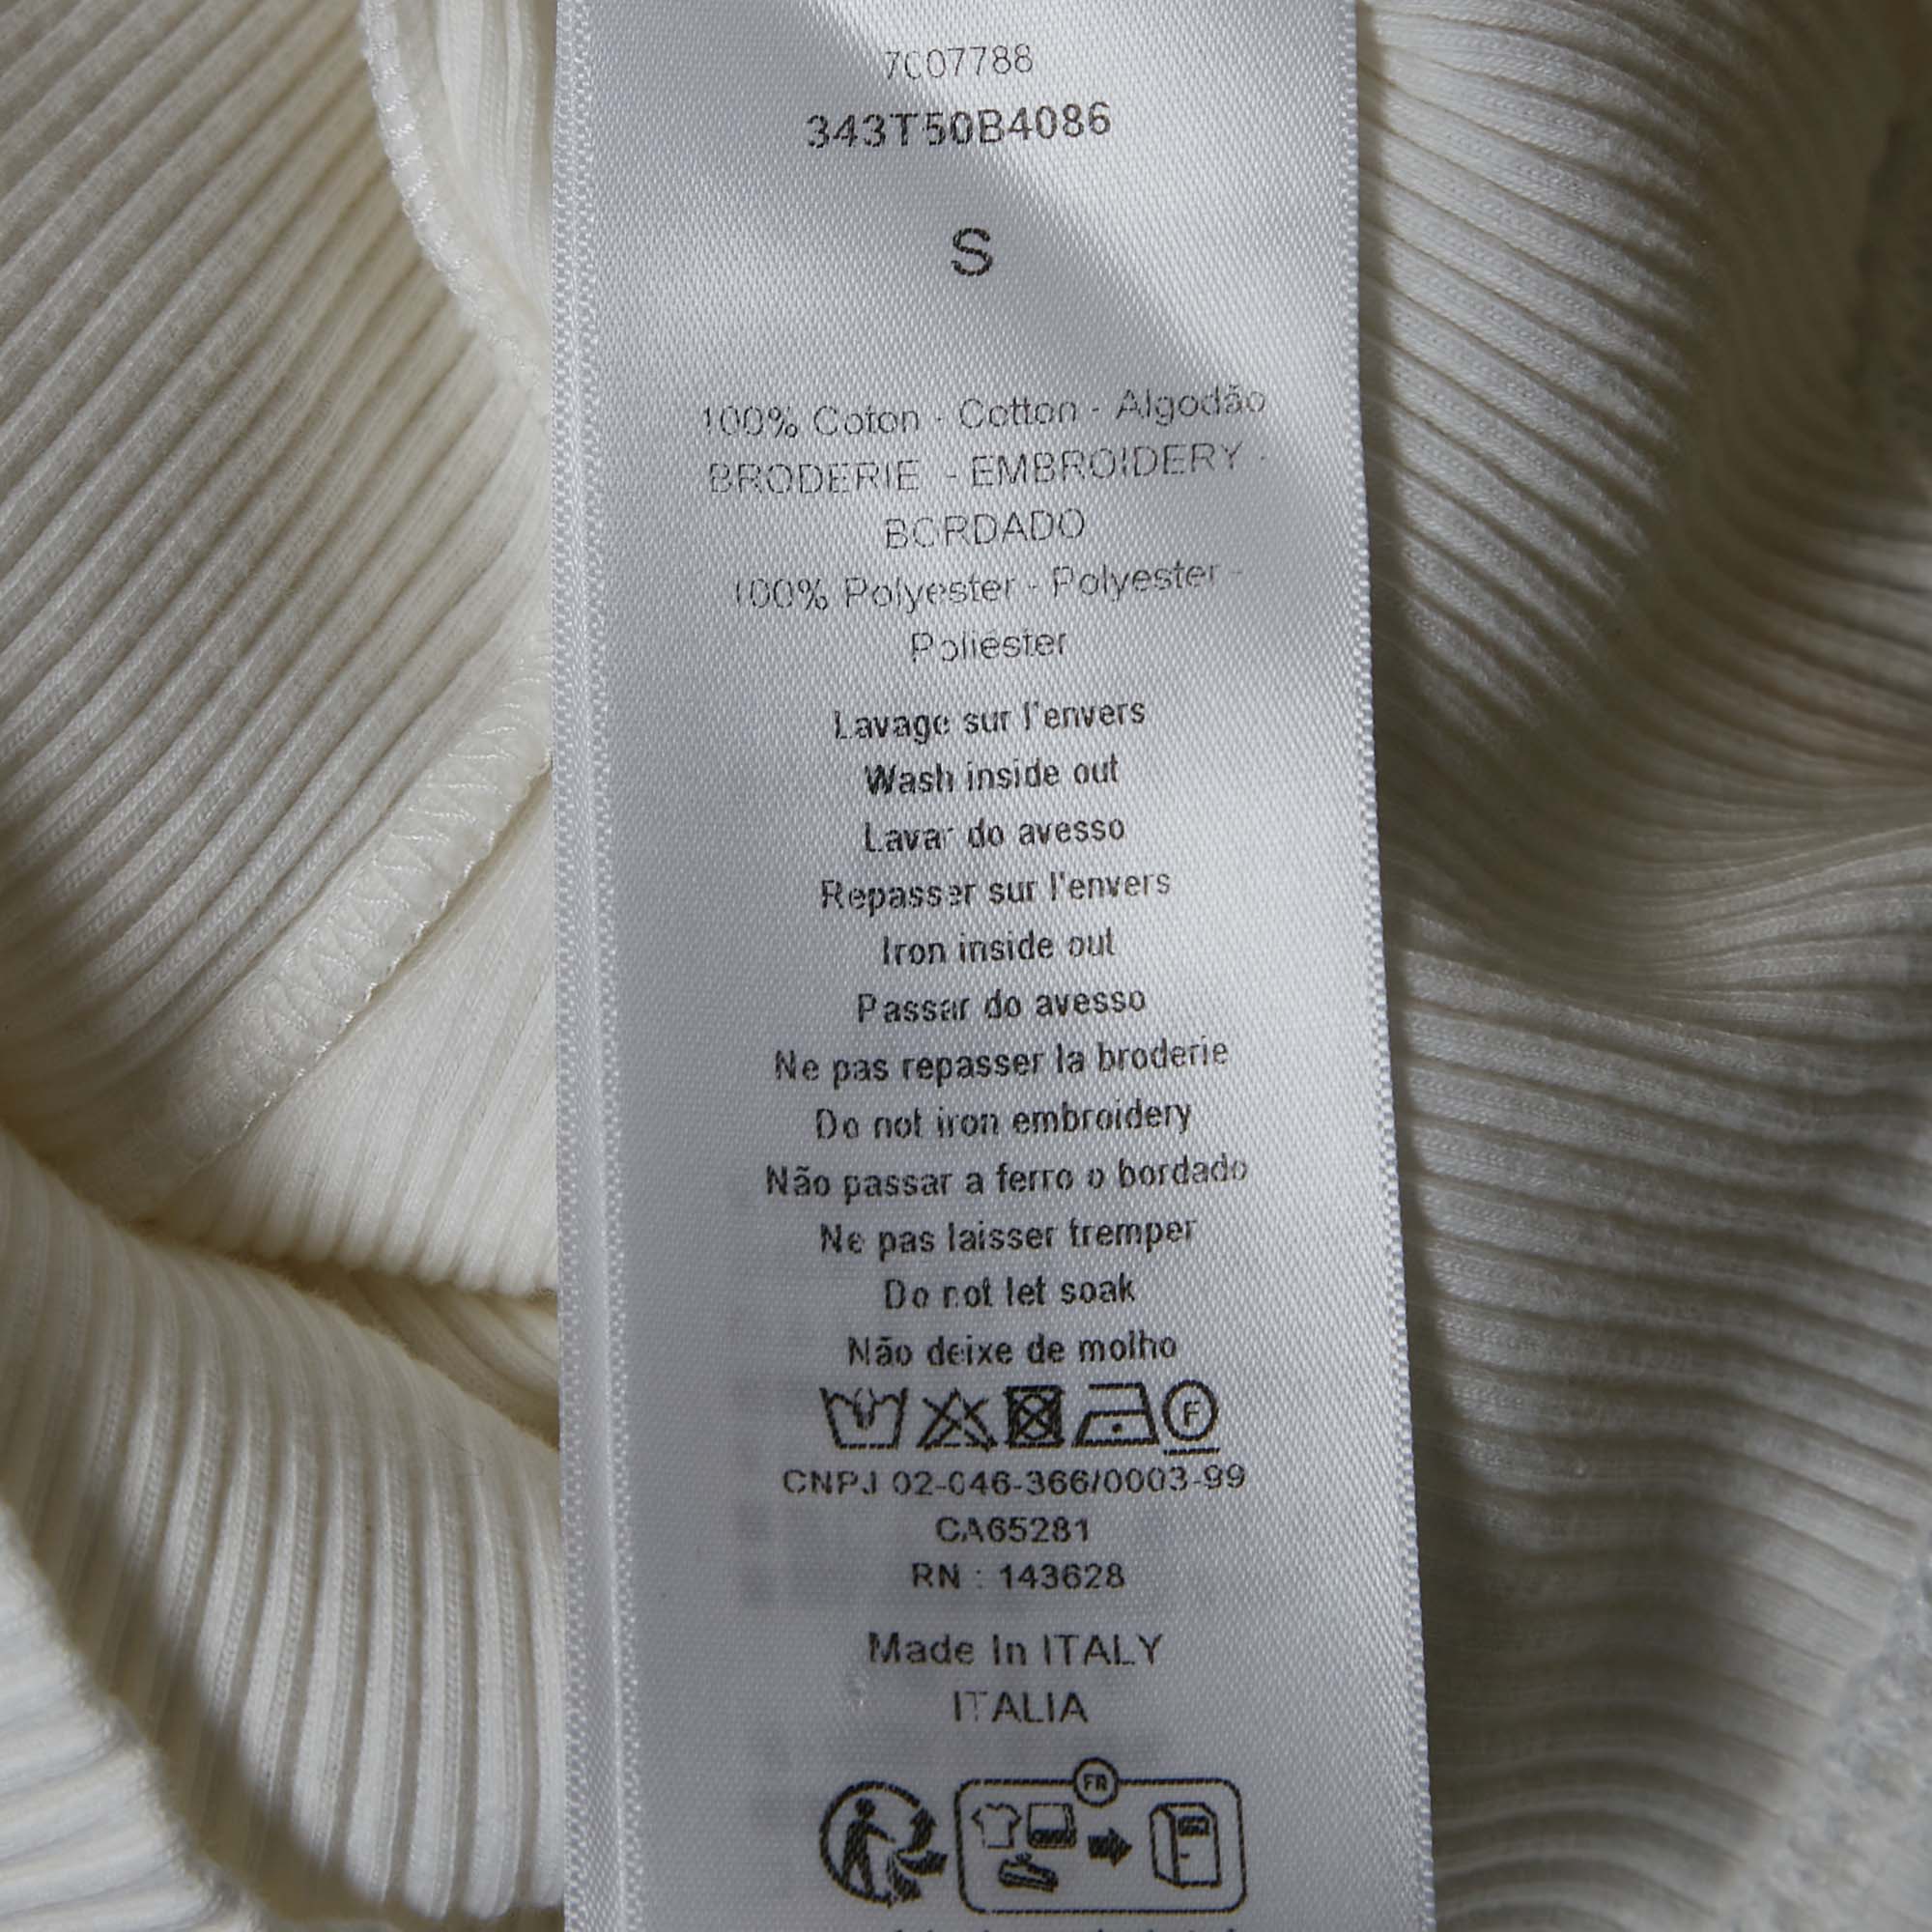 7C07788
343T50B4086
S
100% Coton - Cotton - Algodão
BRODERIE - EMBROIDERY -
BORDADO
100% Polyester - Polyester -
Poliéster
Lavage sur l'envers
Wash inside out
Lavar do avesso
Repasser sur l'envers
Iron inside out
Passar do avesso
Ne pas repasser la broderie
Do not iron embroidery
Não passar a ferro o bordado
Ne pas laisser tremper
Do not let soak
Não deixe de molho
F
CNPJ 02-046-366/0003-99
CA65281
RN : 143628
Made In ITALY
ITALIA
FR